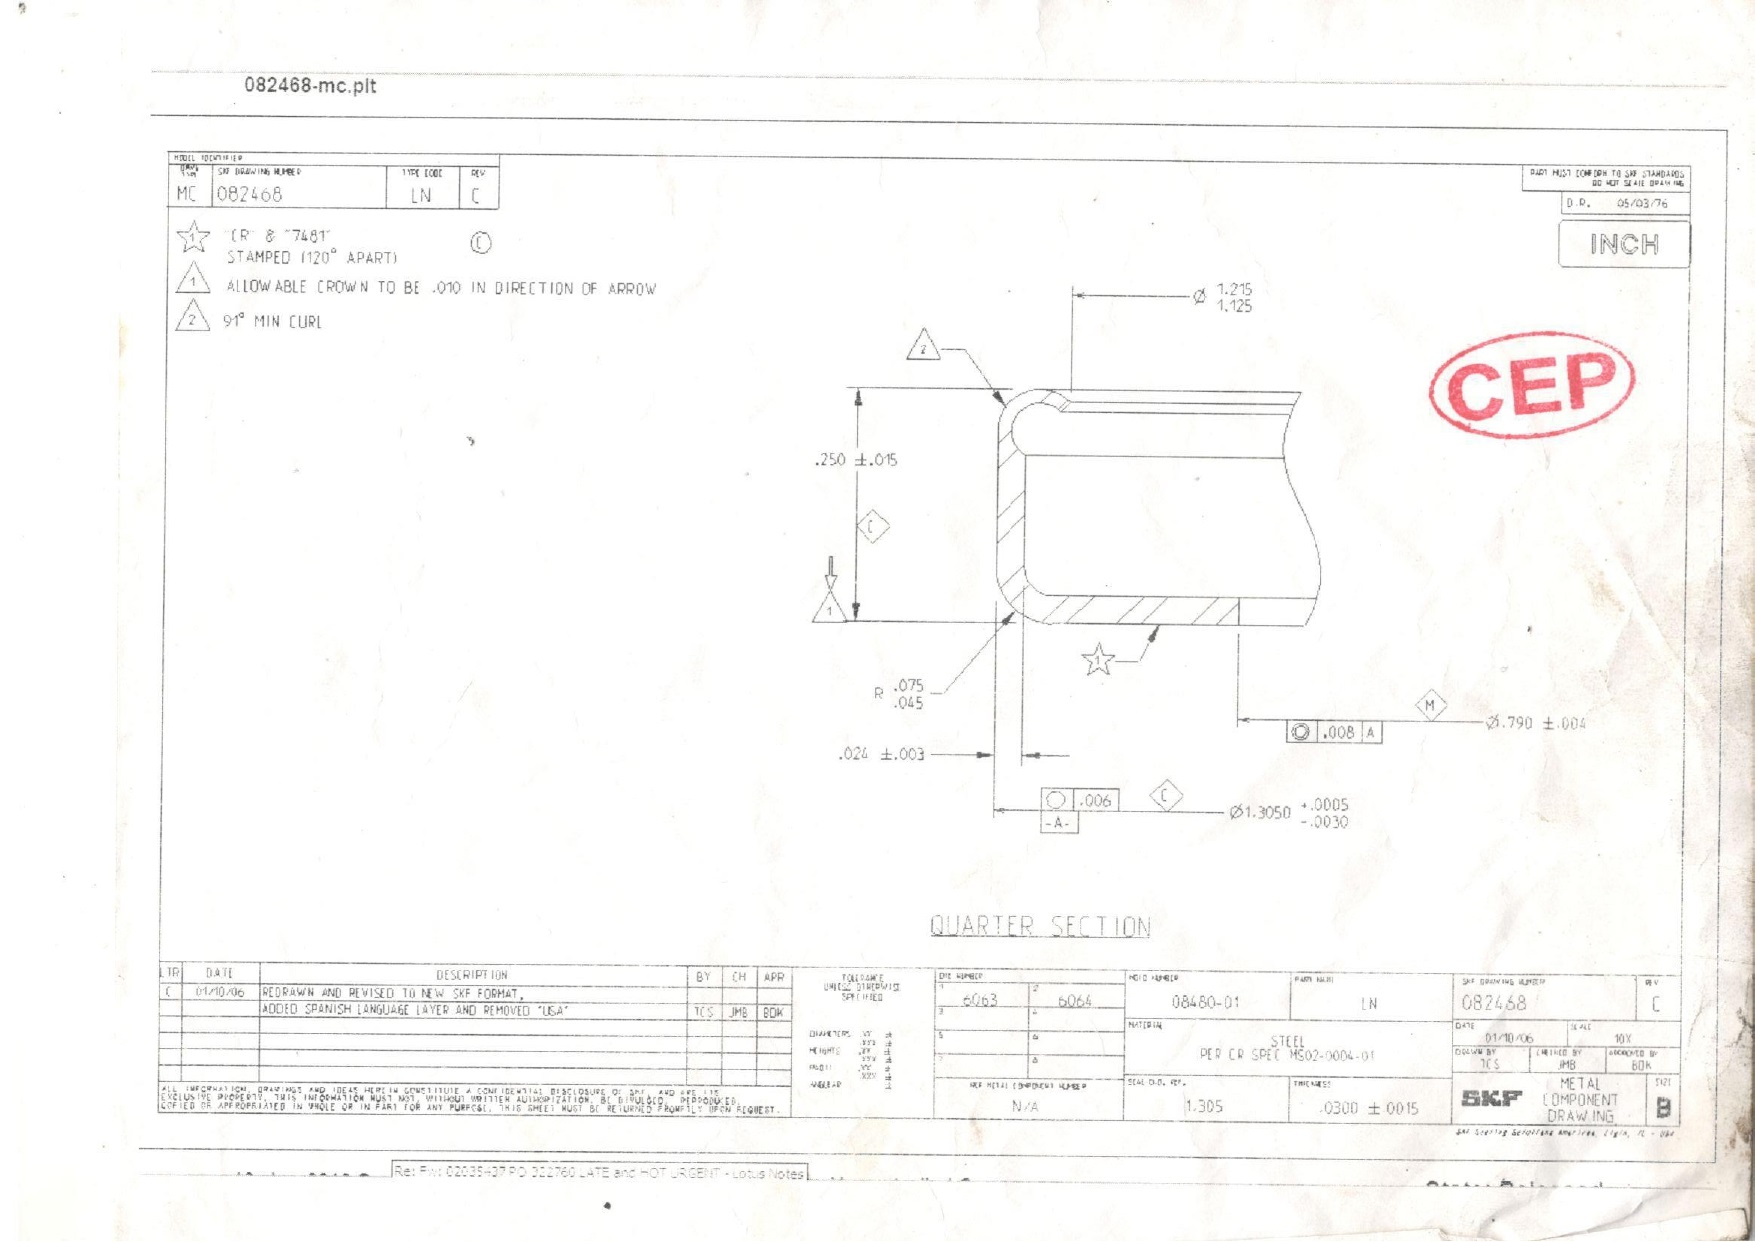 082468-mc.plt
MODEL IDENTIFIER
SKF DRAWING NUMBER
TYPE CODE
REV
MC
082468
LN
C
PART MUST CONFORM TO SKF STANDARDS
DO NOT SCALE DRAWING
O.R. 05/03/76
INCH
1
"CR" & "7481"
STAMPED (120° APART)
C
1
ALLOWABLE CROWN TO BE .010 IN DIRECTION OF ARROW
2
91° MIN CURL
Ø 1.215
1.125
2
CEP
.250 ±.015
C
1
1
R .075
.045
M
Ø.790 ±.004
.008 A
.024 ±.003
.006
-A-
C
Ø1.3050 +.0005
-.0030
QUARTER SECTION
LTR
DATE
DESCRIPTION
BY
CH
APR
C
01/10/06
REDRAWN AND REVISED TO NEW SKF FORMAT,
ADDED SPANISH LANGUAGE LAYER AND REMOVED "USA"
TCS
JMB
BDK
ALL INFORMATION, DRAWINGS AND IDEAS HEREIN CONSTITUTE A CONFIDENTIAL DISCLOSURE OF SKF AND ARE ITS
EXCLUSIVE PROPERTY, THIS INFORMATION MUST NOT, WITHOUT WRITTEN AUTHORIZATION, BE DIVULGED, REPRODUCED,
COPIED OR APPROPRIATED IN WHOLE OR IN PART FOR ANY PURPOSE, THIS SHEET MUST BE RETURNED PROMPTLY UPON REQUEST.
TOLERANCE
UNLESS OTHERWISE
SPECIFIED
DIAMETERS .XX ±
.XXX ±
HEIGHTS .XX ±
.XXX ±
RADII .XX ±
.XXX ±
ANGULAR ±
DIE NUMBER
1
6063
2
6064
3
4
5
6
7
8
REF METAL COMPONENT NUMBER
N/A
MOLD NUMBER
08480-01
PART NAME
LN
MATERIAL
STEEL
PER CR SPEC MS02-0004-01
SEAL O.D. REF.
1.305
THICKNESS
.0300 ±.0015
SKF DRAWING NUMBER
082468
REV
C
DATE
01/10/06
SCALE
10X
DRAWN BY
TCS
CHECKED BY
JMB
APPROVED BY
BDK
SKF
METAL
COMPONENT
DRAWING
SIZE
B
SKF Sealing Solutions Americas, Elgin, IL - USA
Re: Fw: 02035437 PO 322760 LATE and HOT URGENT - Lotus Notes